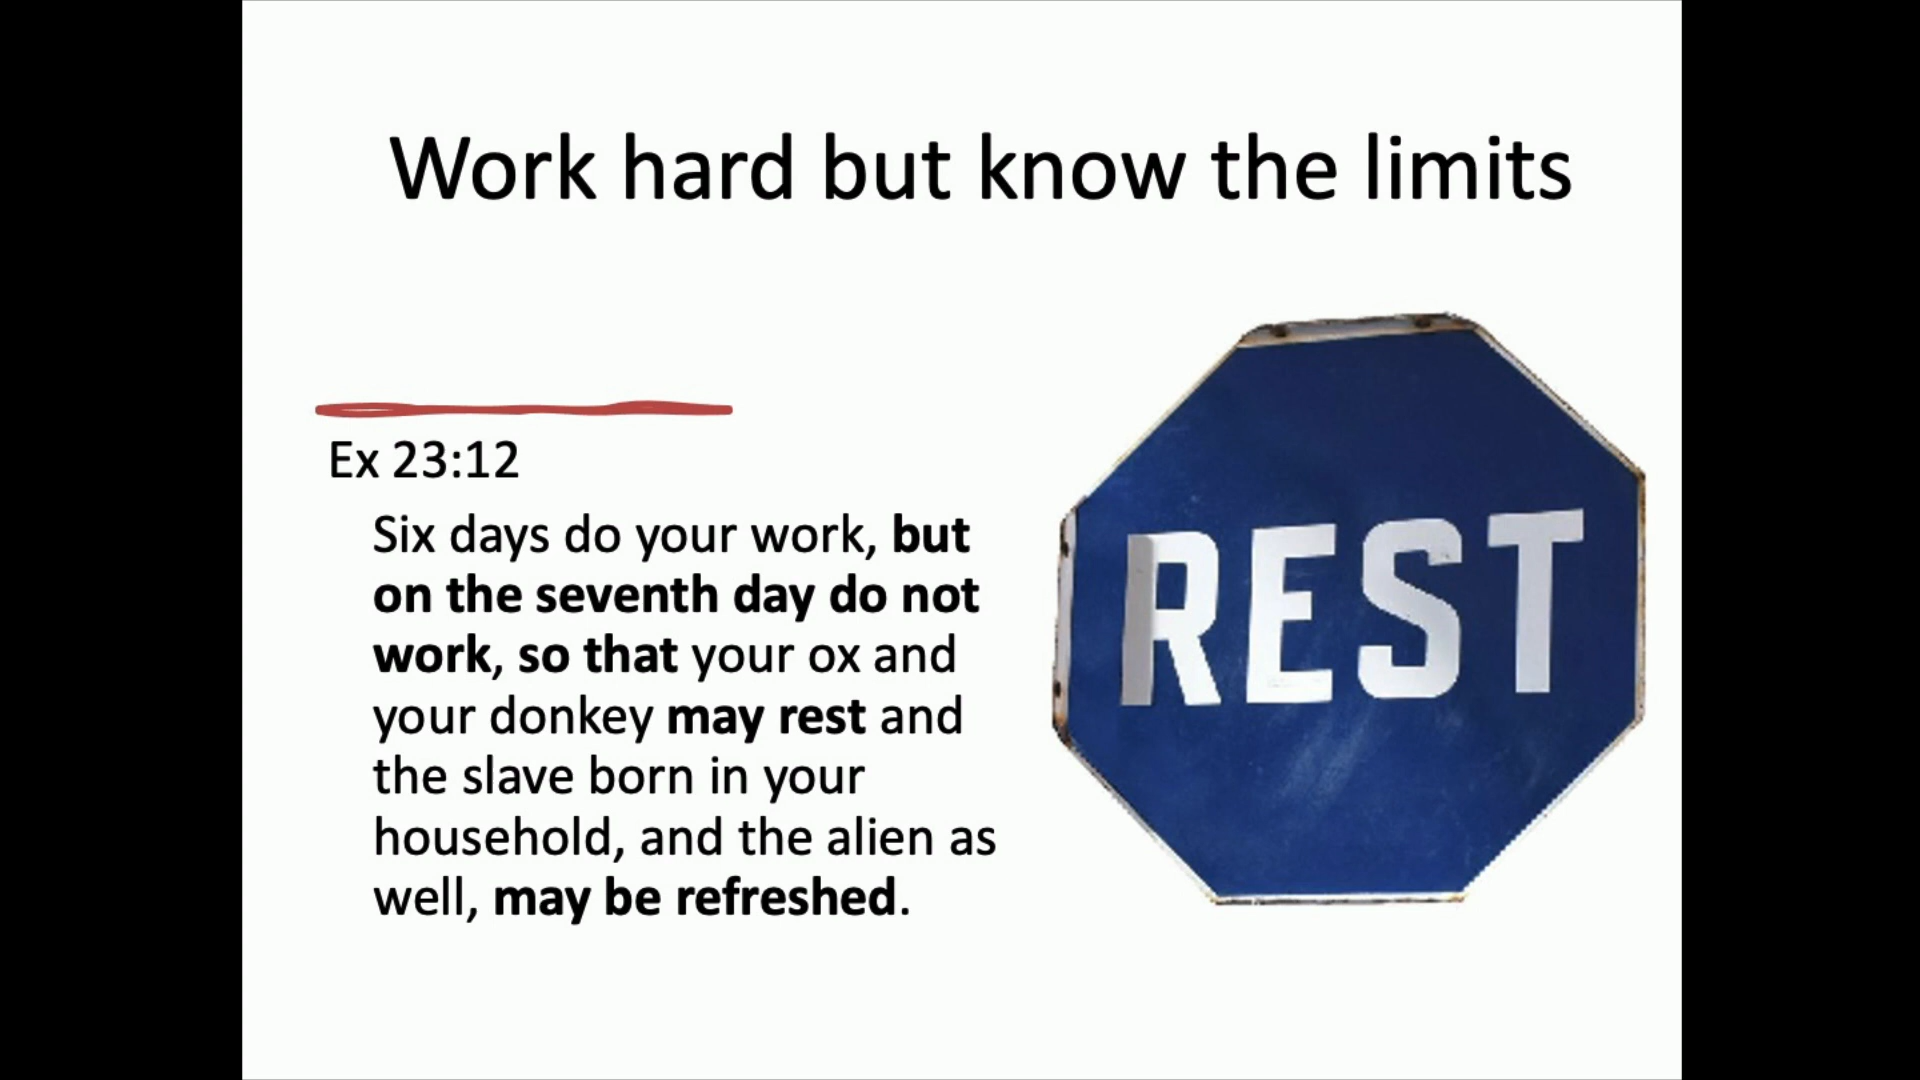 Work hard but know the limits
Ex 23:12
Six days do your work, but
on the seventh day do not
work, so that your ox and
your donkey may rest and
the slave born in your
household, and the alien as
well, may be refreshed.
REST